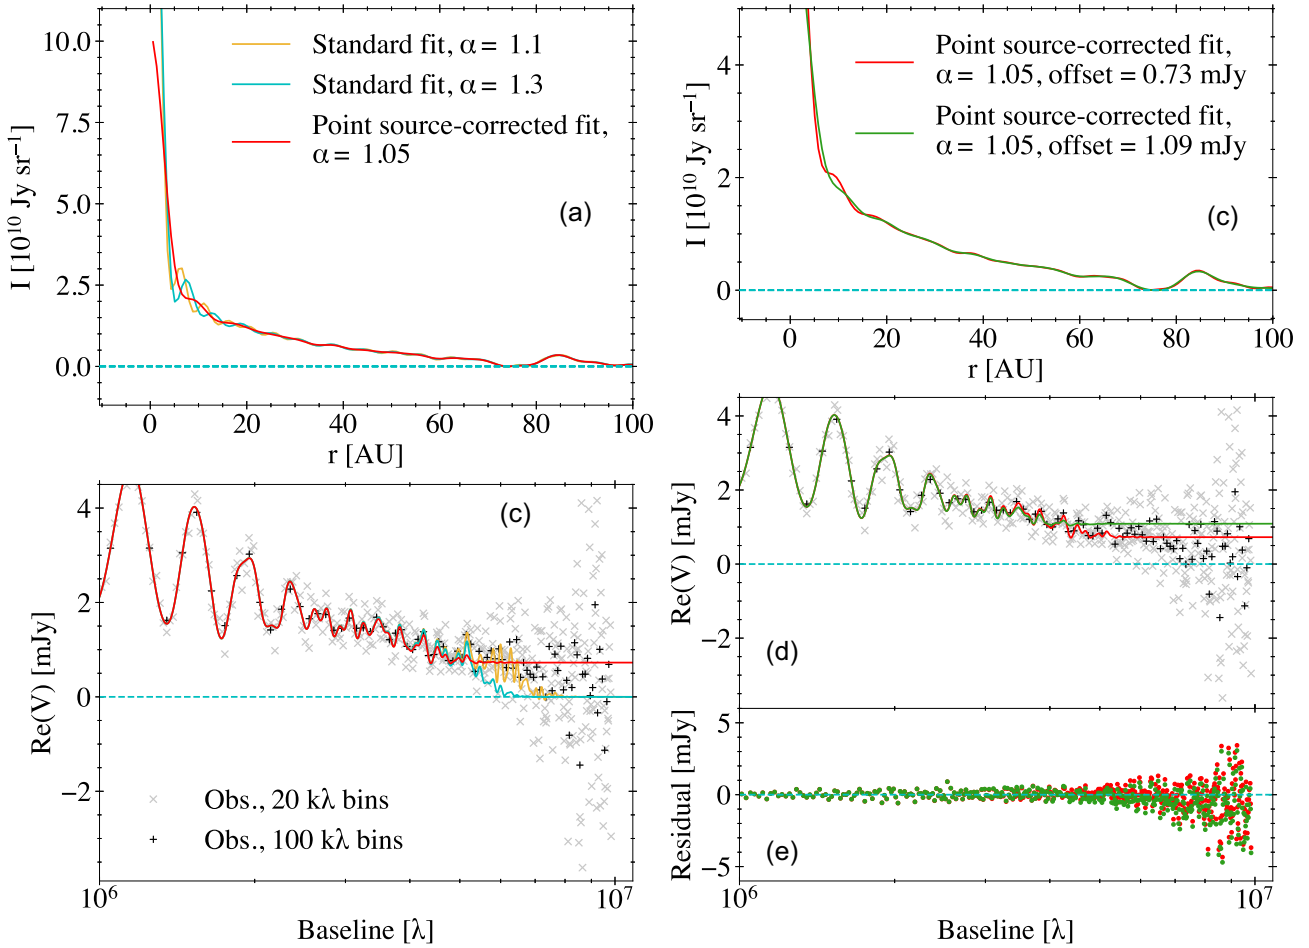 10.0
7.5
5.0
2.5
0.0
I [10¹⁰ Jy sr⁻¹]
Standard fit, α= 1.1
Standard fit, α= 1.3
Point source-corrected fit,
α= 1.05
(a)
0 20 40 60 80 100
r [AU]
4
2
0
I [10¹⁰ Jy sr⁻¹]
Point source-corrected fit,
α= 1.05, offset = 0.73 mJy
Point source-corrected fit,
α= 1.05, offset = 1.09 mJy
(c)
0 20 40 60 80 100
r [AU]
4
2
0
−2
Re(V) [mJy]
(c)
Obs., 20 kλ bins
Obs., 100 kλ bins
10⁶ 10⁷
Baseline [λ]
4
2
0
−2
Re(V) [mJy]
(d)
5
0
−5
Residual [mJy]
(e)
10⁶ 10⁷
Baseline [λ]